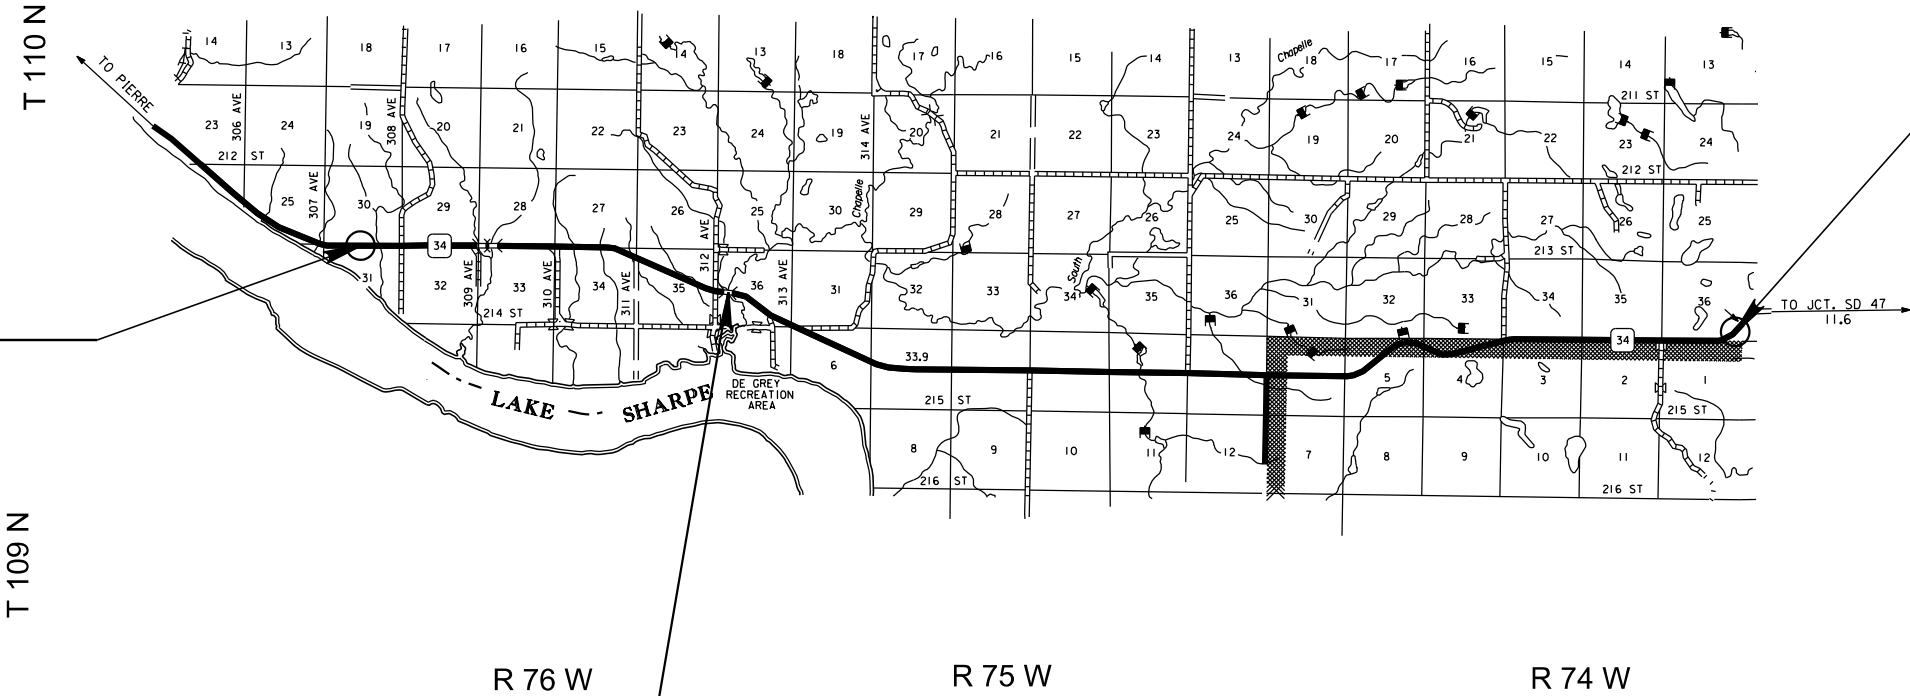 T 110 N
TO PIERRE
14 13 18 17 16 15 14 13 18 17 16 15 14 13 18 17 16 15 14 13
Chapelle
211 ST
306 AVE
308 AVE
314 AVE
23 24 19 20 21 22 23 24 19 20 21 22 23 24 19 20 21 22 23 24
212 ST
212 ST
307 AVE
Chapelle
25 30 29 28 27 26 25 30 29 28 27 26 25 30 29 28 27 26 25
34
312 AVE
213 ST
309 AVE
310 AVE
311 AVE
313 AVE
South
31 32 33 34 35 36 31 32 33 34 35 36 31 32 33 34 35 36
TO JCT. SD 47
11.6
214 ST
34
33.9
6 5 4 3 2 1
LAKE SHARPE
DE GREY
RECREATION
AREA
215 ST
215 ST
8 9 10 11 12 7 8 9 10 11 12
216 ST
216 ST
T 109 N
R 76 W
R 75 W
R 74 W